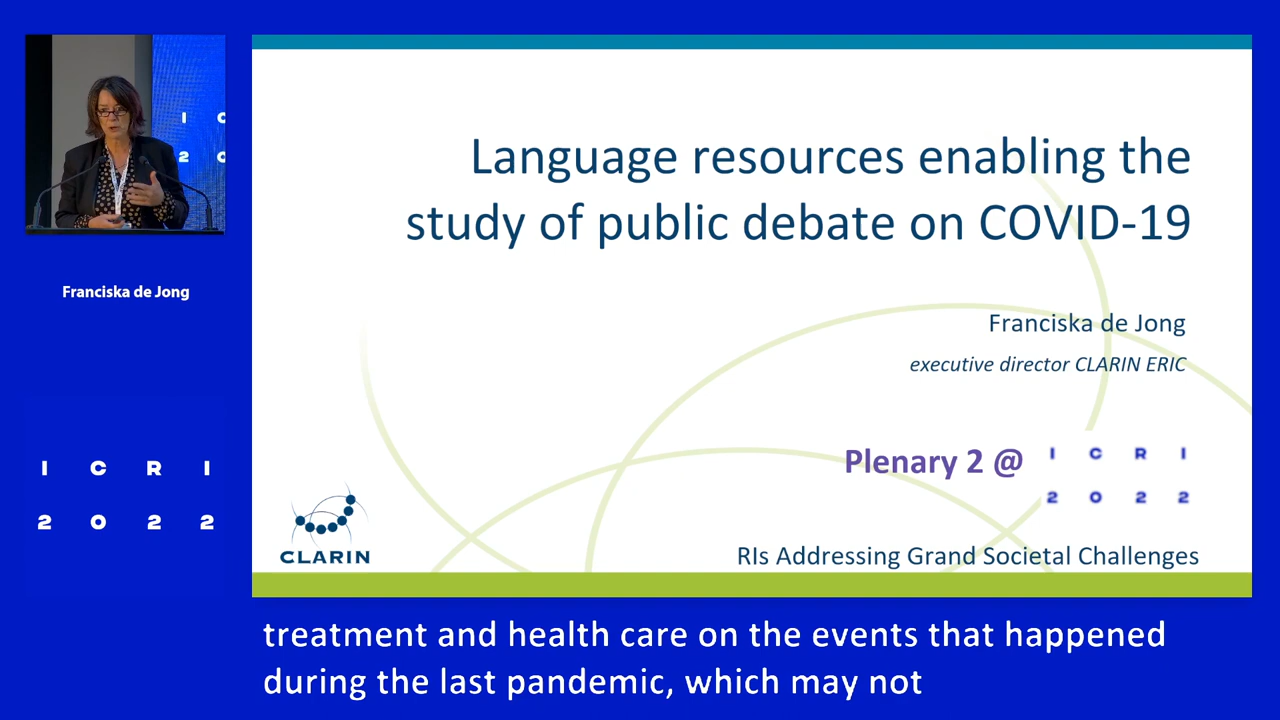 I C
2 0
Franciska de Jong
I C R I
2 0 2 2
Language resources enabling the
study of public debate on COVID-19
Franciska de Jong
executive director CLARIN ERIC
Plenary 2 @
I C R I
2 0 2 2
CLARIN
RIs Addressing Grand Societal Challenges
treatment and health care on the events that happened
during the last pandemic, which may not